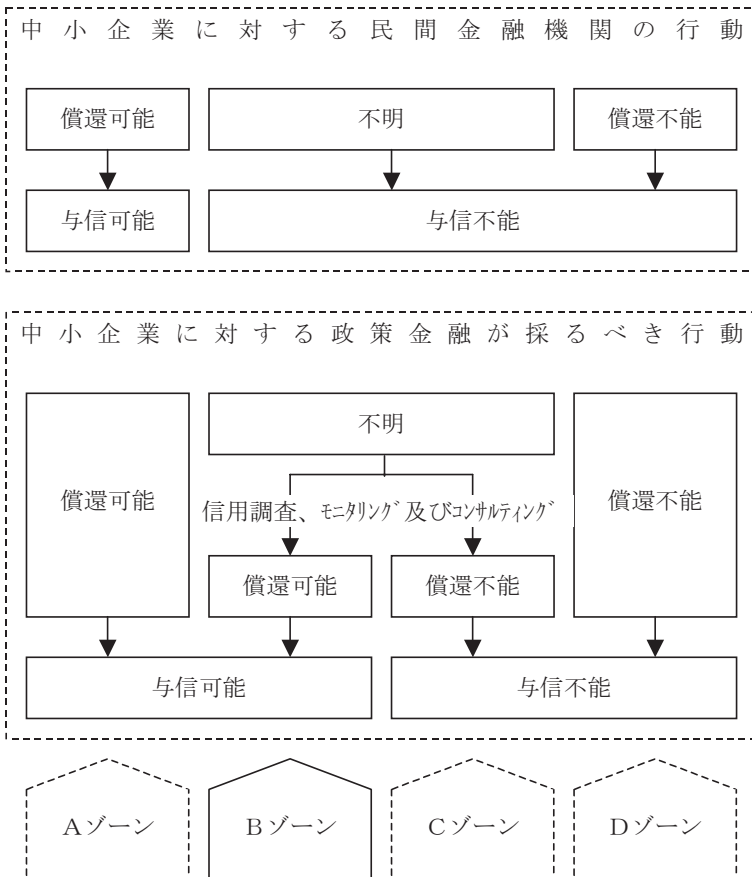 中小企業に対する民間金融機関の行動
償還可能 不明 償還不能
与信可能 与信不能
中小企業に対する政策金融が採るべき行動
不明
償還可能 信用調査、ﾓﾆﾀﾘﾝｸﾞ及びｺﾝｻﾙﾃｨﾝｸﾞ 償還不能
償還可能 償還不能
与信可能 与信不能
Aゾーン Bゾーン Cゾーン Dゾーン